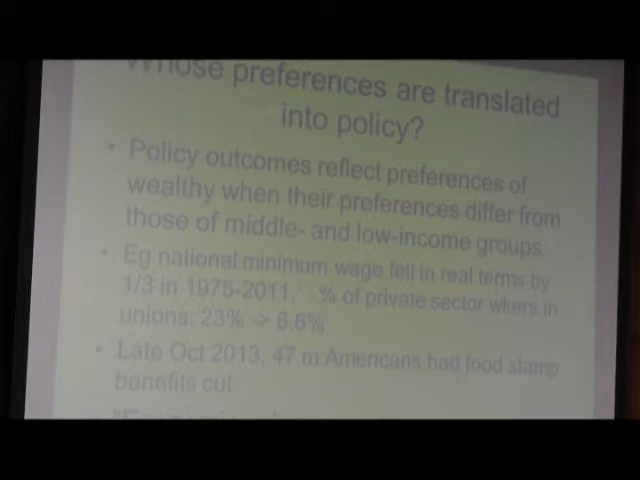 Whose preferences are translated
into policy?
• Policy outcomes reflect preferences of
wealthy when their preferences differ from
those of middle- and low-income groups.
• Eg national minimum wage fell in real terms by
1/3 in 1975-2011. % of private sector wkers in
unions: 23% -> 6.6%
• Late Oct 2013, 47 m Americans had food stamp
benefits cut